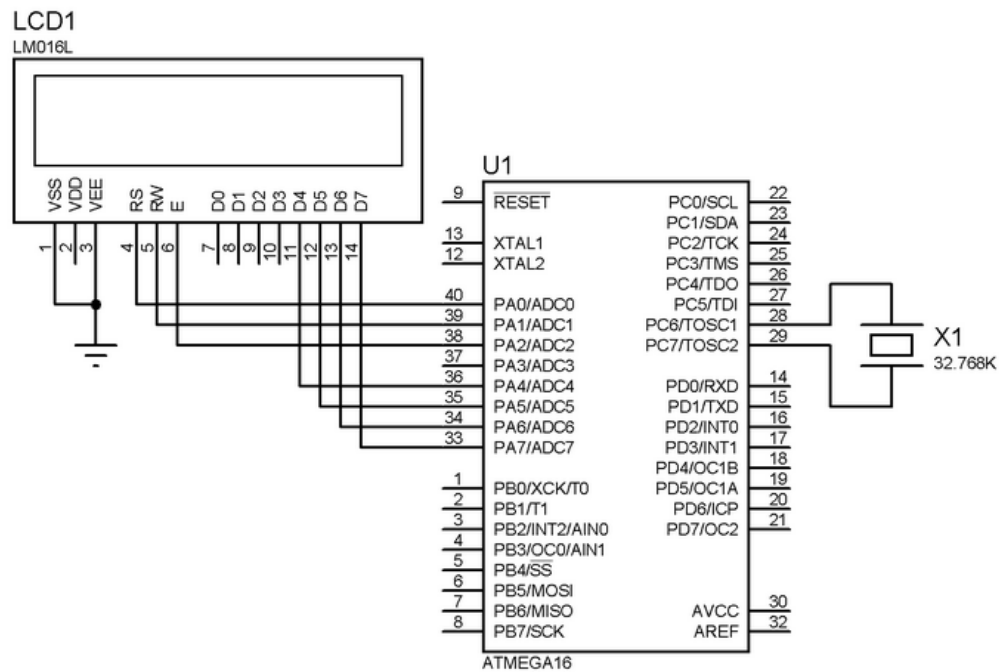 LCD1
LM016L
VSS VDD VEE RS RW E D0 D1 D2 D3 D4 D5 D6 D7
1 2 3 4 5 6 7 8 9 10 11 12 13 14
U1
9 RESET PC0/SCL 22
PC1/SDA 23
13 XTAL1 PC2/TCK 24
12 XTAL2 PC3/TMS 25
PC4/TDO 26
40 PA0/ADC0 PC5/TDI 27
39 PA1/ADC1 PC6/TOSC1 28
38 PA2/ADC2 PC7/TOSC2 29
X1
32.768K
37 PA3/ADC3
36 PA4/ADC4 PD0/RXD 14
35 PA5/ADC5 PD1/TXD 15
34 PA6/ADC6 PD2/INT0 16
33 PA7/ADC7 PD3/INT1 17
PD4/OC1B 18
1 PB0/XCK/T0 PD5/OC1A 19
2 PB1/T1 PD6/ICP 20
3 PB2/INT2/AIN0 PD7/OC2 21
4 PB3/OC0/AIN1
5 PB4/SS
6 PB5/MOSI
7 PB6/MISO AVCC 30
8 PB7/SCK AREF 32
ATMEGA16